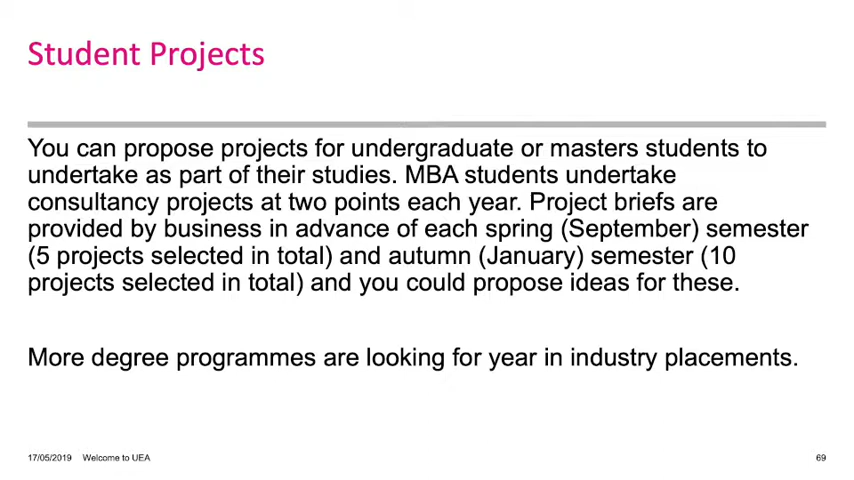 Student Projects
You can propose projects for undergraduate or masters students to
undertake as part of their studies. MBA students undertake
consultancy projects at two points each year. Project briefs are
provided by business in advance of each spring (September) semester
(5 projects selected in total) and autumn (January) semester (10
projects selected in total) and you could propose ideas for these.
More degree programmes are looking for year in industry placements.
17/05/2019 Welcome to UEA 69